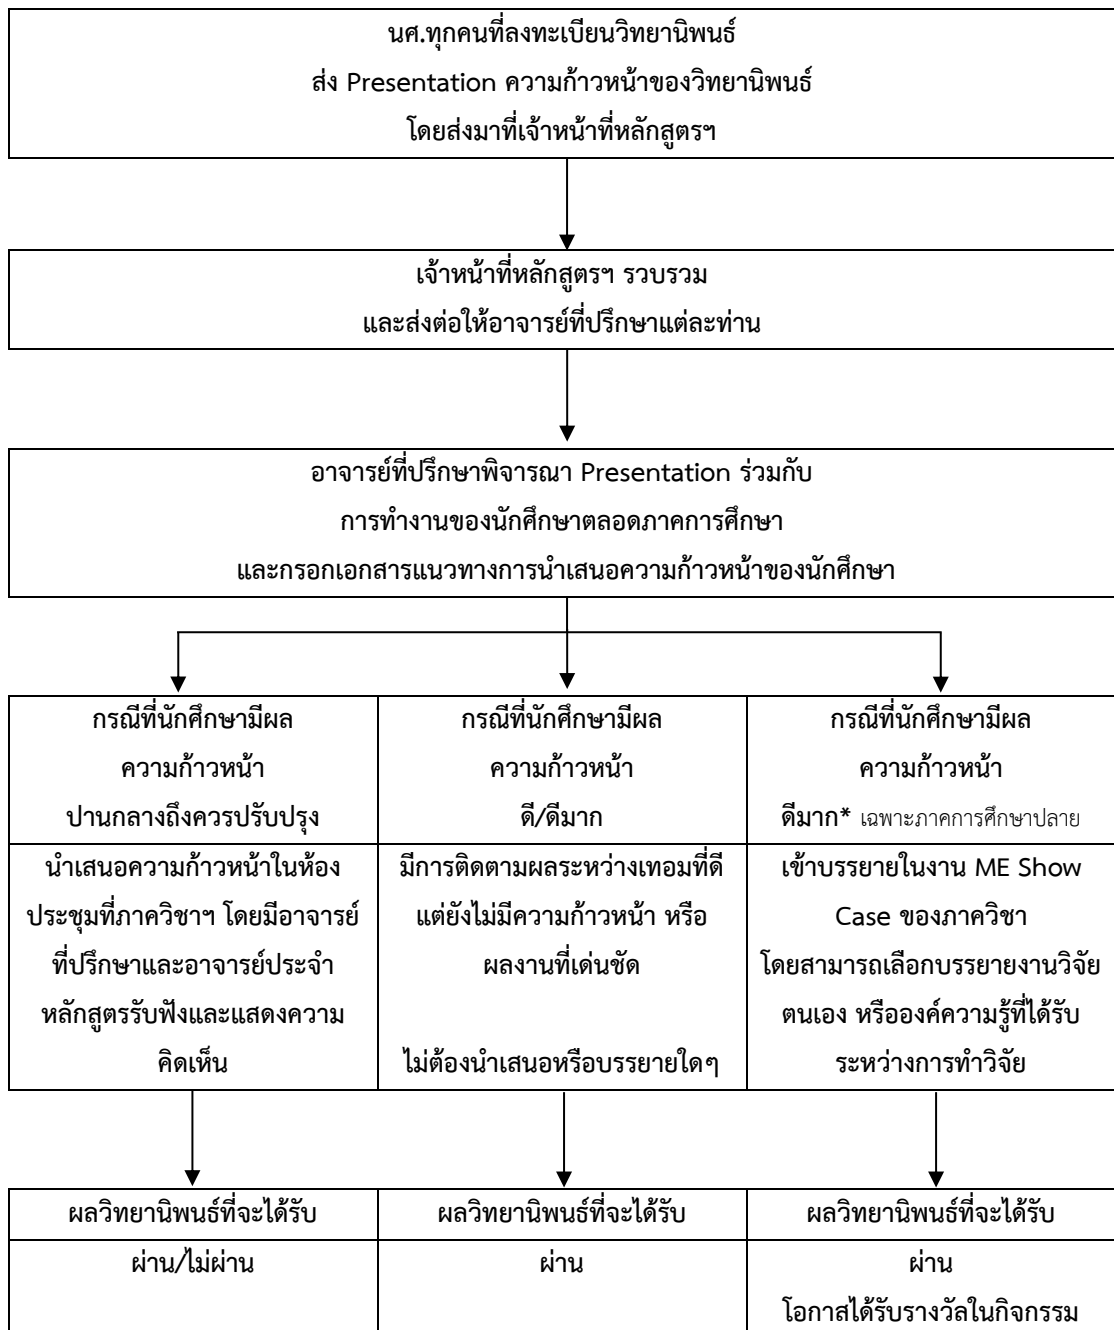 นศ.ทุกคนที่ลงทะเบียนวิทยานิพนธ์
ส่ง Presentation ความก้าวหน้าของวิทยานิพนธ์
โดยส่งมาที่เจ้าหน้าที่หลักสูตรฯ
เจ้าหน้าที่หลักสูตรฯ รวบรวม
และส่งต่อให้อาจารย์ที่ปรึกษาแต่ละท่าน
อาจารย์ที่ปรึกษาพิจารณา Presentation ร่วมกับ
การทำงานของนักศึกษาตลอดภาคการศึกษา
และกรอกเอกสารแนวทางการนำเสนอความก้าวหน้าของนักศึกษา
กรณีที่นักศึกษามีผล
ความก้าวหน้า
ปานกลางถึงควรปรับปรุง
นำเสนอความก้าวหน้าในห้อง
ประชุมที่ภาควิชาฯ โดยมีอาจารย์
ที่ปรึกษาและอาจารย์ประจำ
หลักสูตรรับฟังและแสดงความ
คิดเห็น
ผลวิทยานิพนธ์ที่จะได้รับ
ผ่าน/ไม่ผ่าน
กรณีที่นักศึกษามีผล
ความก้าวหน้า
ดี/ดีมาก
มีการติดตามผลระหว่างเทอมที่ดี
แต่ยังไม่มีความก้าวหน้า หรือ
ผลงานที่เด่นชัด
ไม่ต้องนำเสนอหรือบรรยายใดๆ
ผลวิทยานิพนธ์ที่จะได้รับ
ผ่าน
กรณีที่นักศึกษามีผล
ความก้าวหน้า
ดีมาก* เฉพาะภาคการศึกษาปลาย
เข้าบรรยายในงาน ME Show
Case ของภาควิชา
โดยสามารถเลือกบรรยายงานวิจัย
ตนเอง หรือองค์ความรู้ที่ได้รับ
ระหว่างการทำวิจัย
ผลวิทยานิพนธ์ที่จะได้รับ
ผ่าน
โอกาสได้รับรางวัลในกิจกรรม